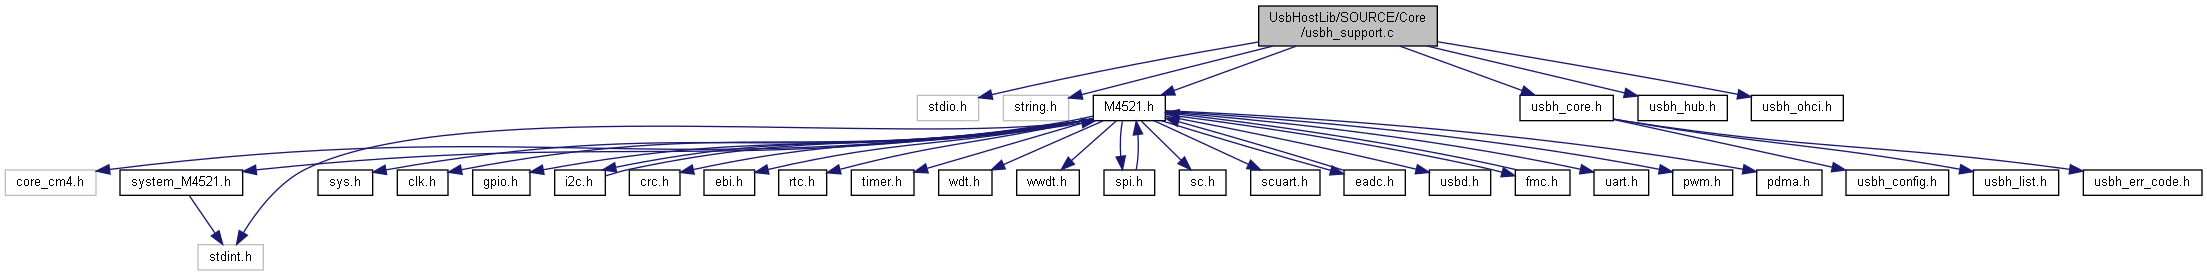 UsbHostLib/SOURCE/Core
/usbh_support.c
stdio.h
string.h
M4521.h
usbh_core.h
usbh_hub.h
usbh_ohci.h
core_cm4.h
system_M4521.h
sys.h
clk.h
gpio.h
i2c.h
crc.h
ebi.h
rtc.h
timer.h
wdt.h
wwdt.h
spi.h
sc.h
scuart.h
eadc.h
usbd.h
fmc.h
uart.h
pwm.h
pdma.h
usbh_config.h
usbh_list.h
usbh_err_code.h
stdint.h